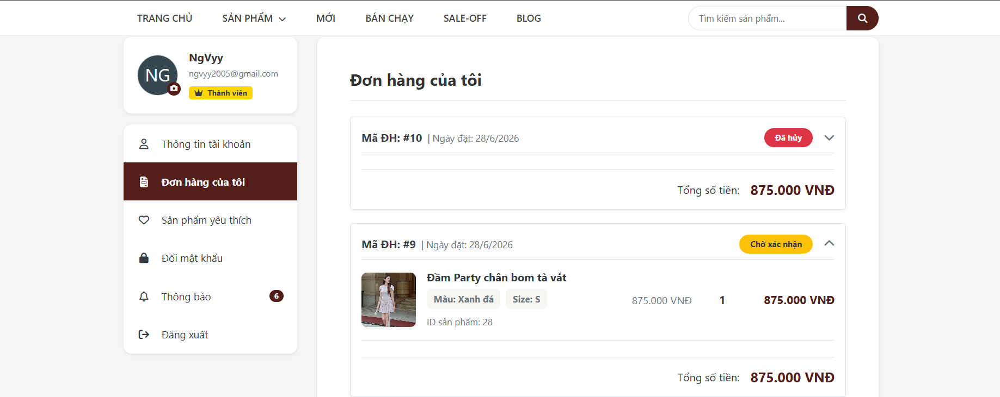 TRANG CHỦ SẢN PHẨM MỚI BÁN CHẠY SALE-OFF BLOG Tìm kiếm sản phẩm...
NG
NgVyy
ngvyy2005@gmail.com
Thành viên
Thông tin tài khoản
Đơn hàng của tôi
Sản phẩm yêu thích
Đổi mật khẩu
Thông báo 6
Đăng xuất
Đơn hàng của tôi
Mã ĐH: #10 | Ngày đặt: 28/6/2026 Đã hủy
Tổng số tiền: 875.000 VNĐ
Mã ĐH: #9 | Ngày đặt: 28/6/2026 Chờ xác nhận
Đầm Party chân bom tà vắt
Màu: Xanh đá Size: S 875.000 VNĐ 1 875.000 VNĐ
ID sản phẩm: 28
Tổng số tiền: 875.000 VNĐ